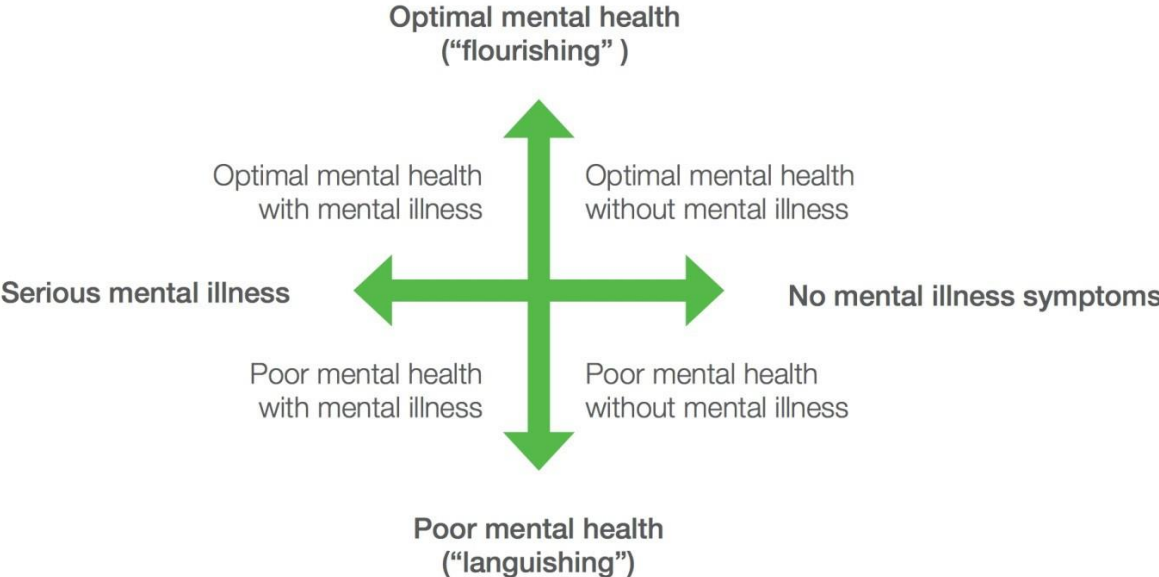 Optimal mental health
(“flourishing” )
Optimal mental health
with mental illness
Optimal mental health
without mental illness
Serious mental illness
No mental illness symptoms
Poor mental health
with mental illness
Poor mental health
without mental illness
Poor mental health
(“languishing”)